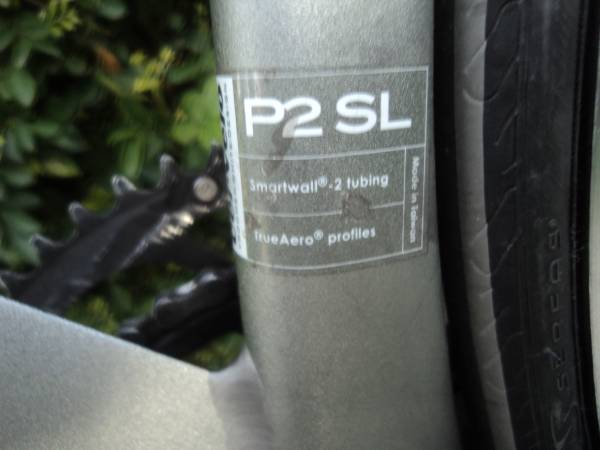 P2 SL
Smartwall®-2 tubing
TrueAero® profiles
Made in Taiwan